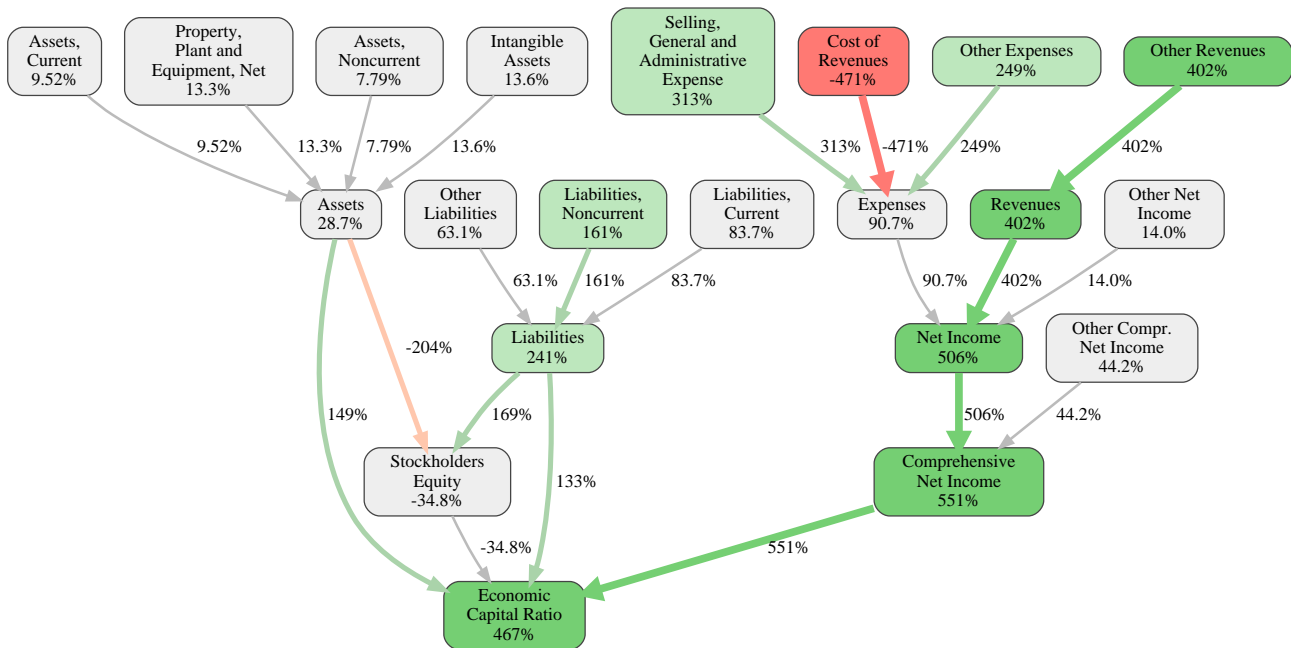 Assets,
Current
9.52%
Property,
Plant and
Equipment, Net
13.3%
Assets,
Noncurrent
7.79%
Intangible
Assets
13.6%
Selling,
General and
Administrative
Expense
313%
Cost of
Revenues
-471%
Other Expenses
249%
Other Revenues
402%
9.52%
13.3%
7.79%
13.6%
313%
-471%
249%
402%
Assets
28.7%
Other
Liabilities
63.1%
Liabilities,
Noncurrent
161%
Liabilities,
Current
83.7%
Expenses
90.7%
Revenues
402%
Other Net
Income
14.0%
63.1%
161%
83.7%
90.7%
402%
14.0%
-204%
Liabilities
241%
Net Income
506%
Other Compr.
Net Income
44.2%
149%
169%
506%
44.2%
Stockholders
Equity
-34.8%
133%
Comprehensive
Net Income
551%
-34.8%
551%
Economic
Capital Ratio
467%